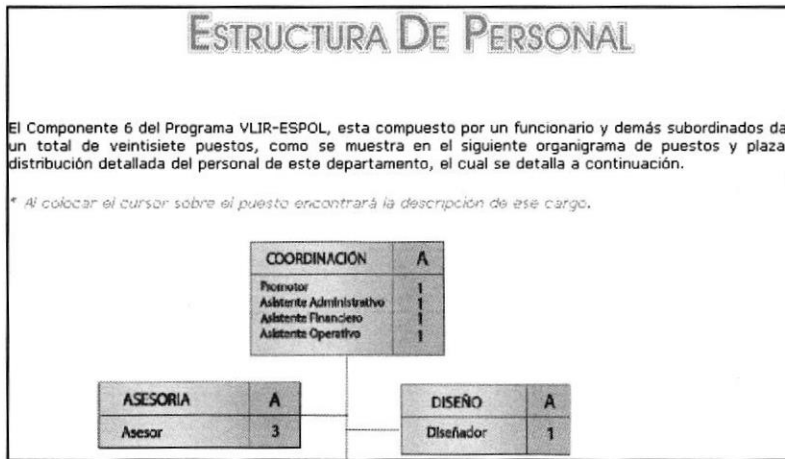 ESTRUCTURA DE PERSONAL
El Componente 6 del Programa VLIR-ESPOL, esta compuesto por un funcionario y demás subordinados da
un total de veintisiete puestos, como se muestra en el siguiente organigrama de puestos y plaza
distribución detallada del personal de este departamento, el cual se detalla a continuación.
* Al colocar el cursor sobre el puesto encontrará la descripción de ese cargo.
COORDINACIÓN A
Promotor 1
Asistente Administrativo 1
Asistente Financiero 1
Asistente Operativo 1
ASESORIA A
Asesor 3
DISEÑO A
Diseñador 1